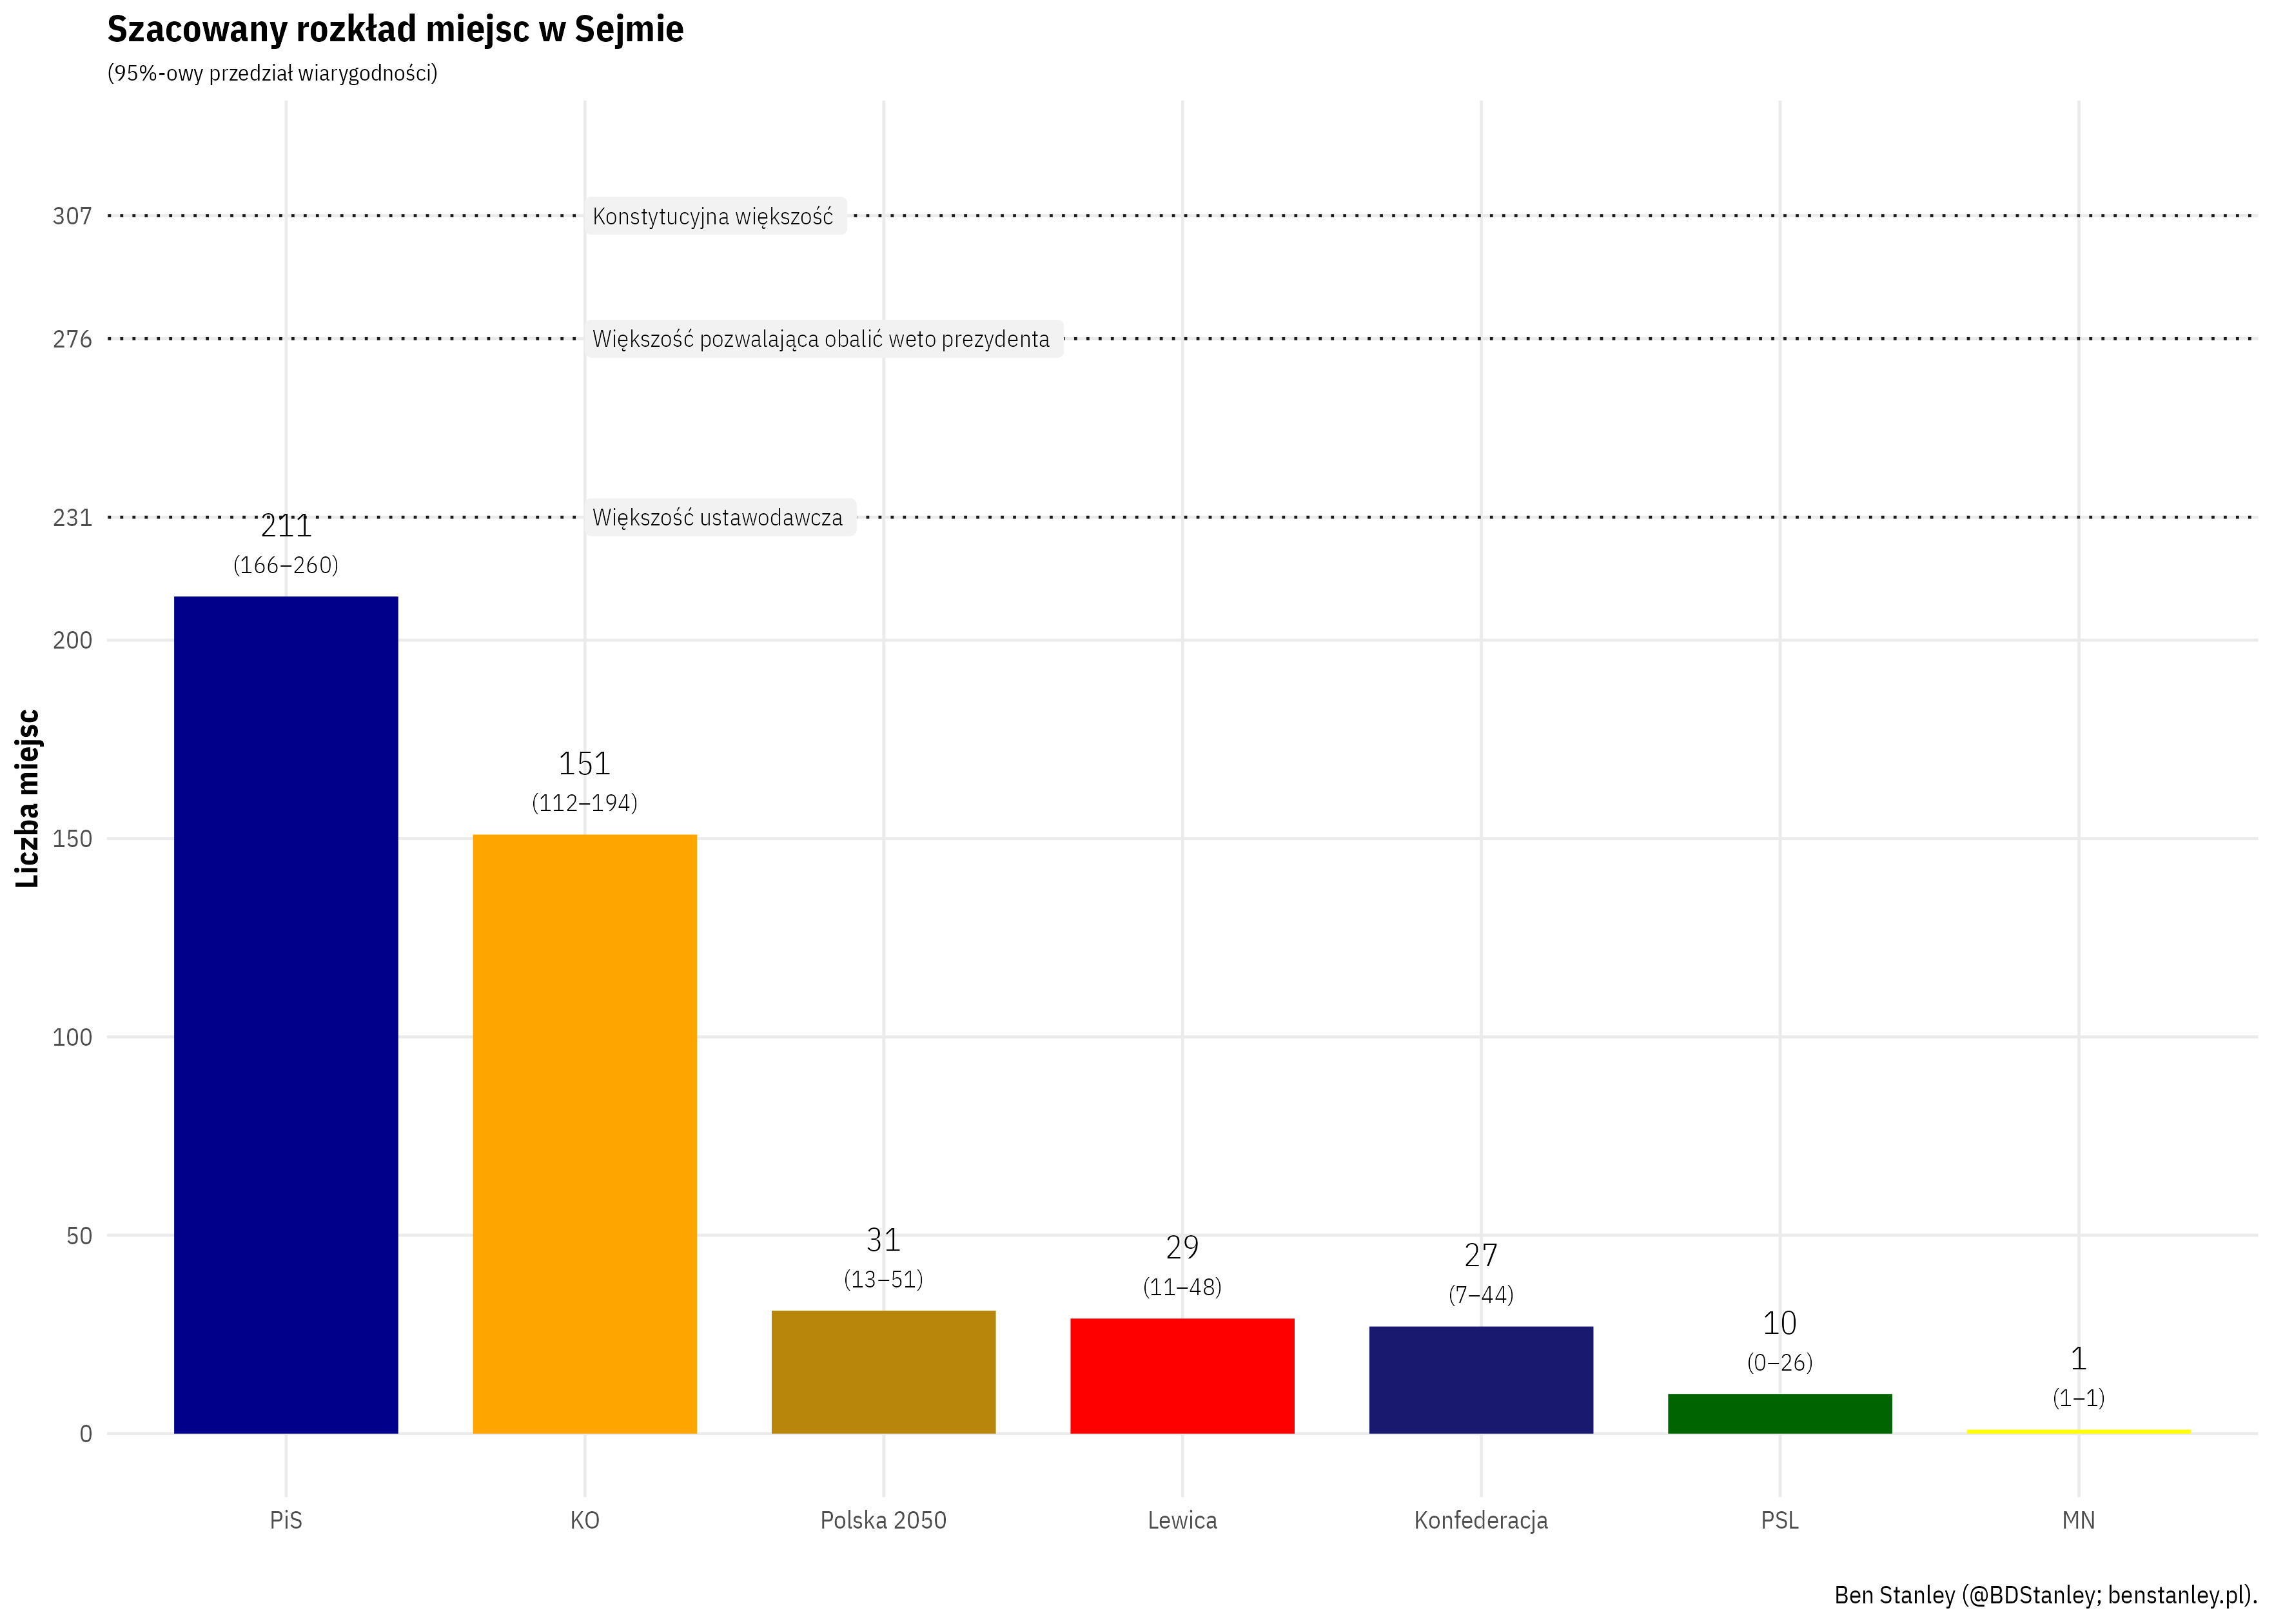 Szacowany rozkład miejsc w Sejmie
(95%-owy przedział wiarygodności)
Liczba miejsc
307
Konstytucyjna większość
276
Większość pozwalająca obalić weto prezydenta
231
Większość ustawodawcza
211
(166–260)
200
151
(112–194)
150
100
50
31
(13–51)
29
(11–48)
27
(7–44)
10
(0–26)
1
(1–1)
0
PiS
KO
Polska 2050
Lewica
Konfederacja
PSL
MN
Ben Stanley (@BDStanley; benstanley.pl).